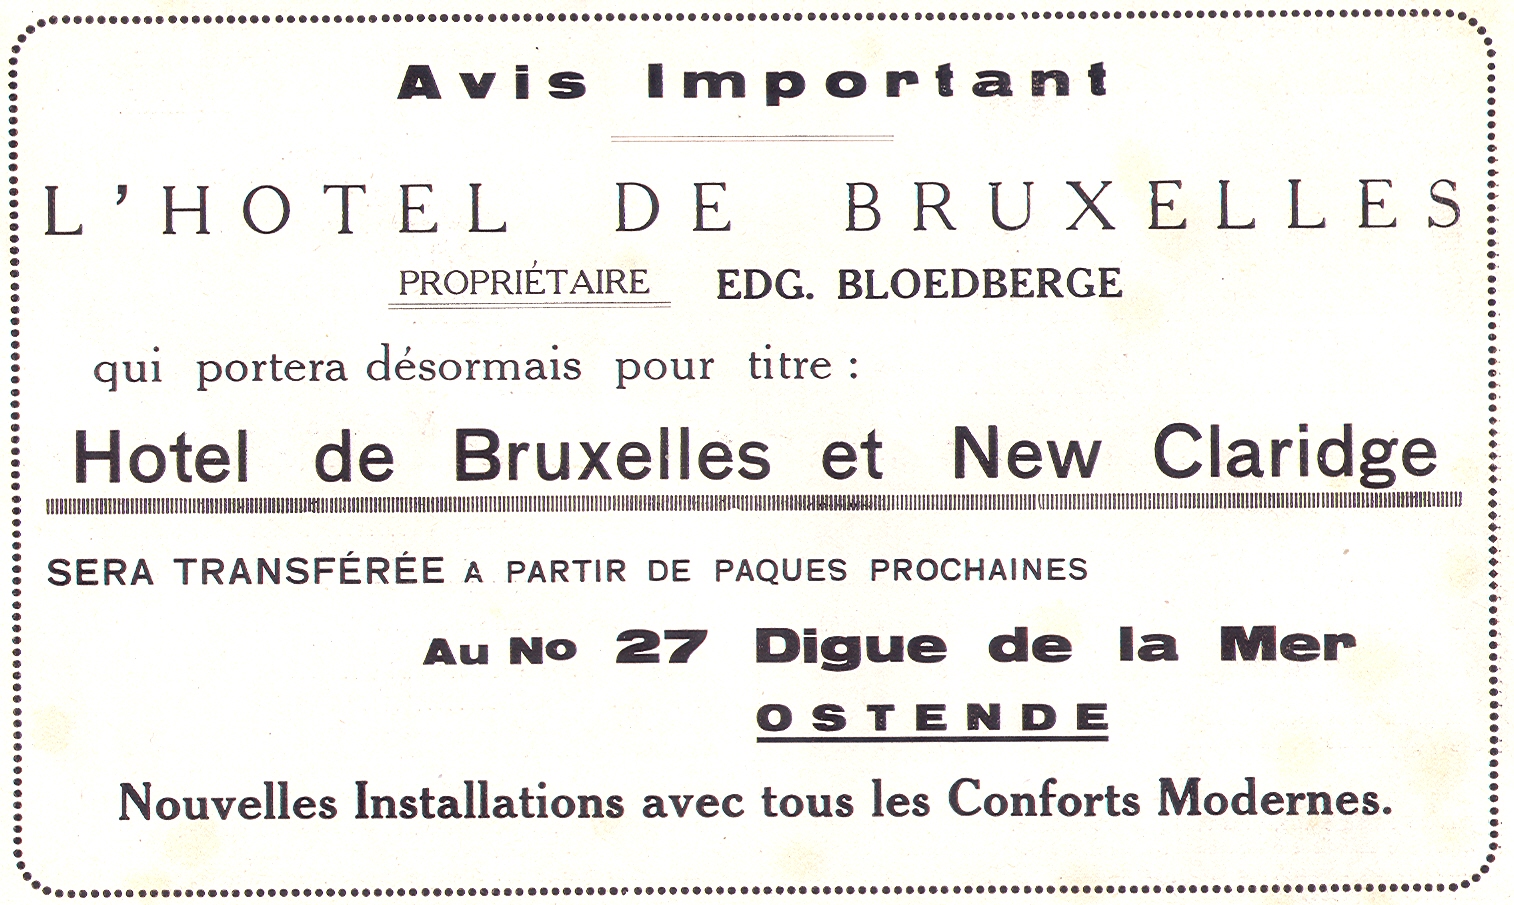 Avis Important
L'HOTEL DE BRUXELLES
PROPRIÉTAIRE EDG. BLOEDBERGE
qui portera désormais pour titre :
Hotel de Bruxelles et New Claridge
SERA TRANSFÉRÉE A PARTIR DE PAQUES PROCHAINES
Au No 27 Digue de la Mer
OSTENDE
Nouvelles Installations avec tous les Conforts Modernes.